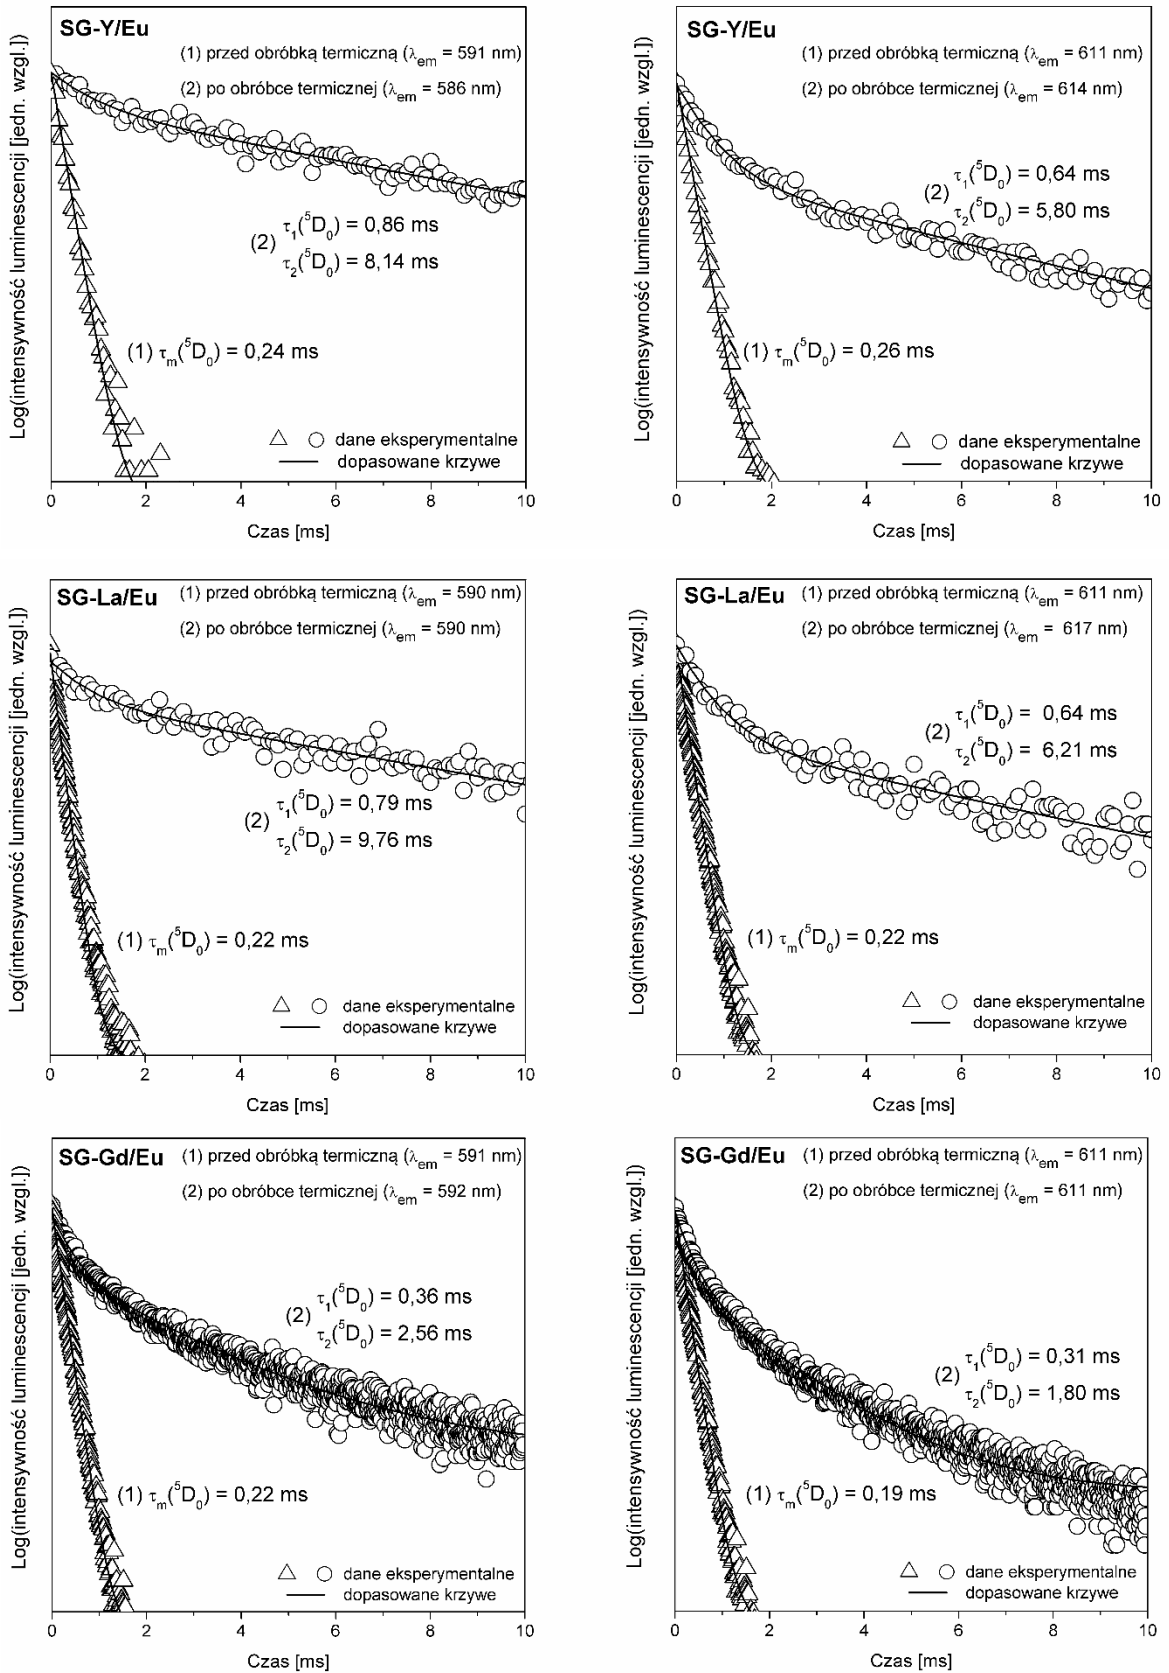 SG-Y/Eu
(1) przed obróbką termiczną (λem = 591 nm)
(2) po obróbce termicznej (λem = 586 nm)
(2) τ1(5D0) = 0,86 ms
τ2(5D0) = 8,14 ms
(1) τm(5D0) = 0,24 ms
dane eksperymentalne
dopasowane krzywe
Log(intensywność luminescencji [jedn. wzgl.])
0 2 4 6 8 10
Czas [ms]
SG-Y/Eu
(1) przed obróbką termiczną (λem = 611 nm)
(2) po obróbce termicznej (λem = 614 nm)
(2) τ1(5D0) = 0,64 ms
τ2(5D0) = 5,80 ms
(1) τm(5D0) = 0,26 ms
dane eksperymentalne
dopasowane krzywe
Log(intensywność luminescencji [jedn. wzgl.])
0 2 4 6 8 10
Czas [ms]
SG-La/Eu
(1) przed obróbką termiczną (λem = 590 nm)
(2) po obróbce termicznej (λem = 590 nm)
(2) τ1(5D0) = 0,79 ms
τ2(5D0) = 9,76 ms
(1) τm(5D0) = 0,22 ms
dane eksperymentalne
dopasowane krzywe
Log(intensywność luminescencji [jedn. wzgl.])
0 2 4 6 8 10
Czas [ms]
SG-La/Eu
(1) przed obróbką termiczną (λem = 611 nm)
(2) po obróbce termicznej (λem = 617 nm)
(2) τ1(5D0) = 0,64 ms
τ2(5D0) = 6,21 ms
(1) τm(5D0) = 0,22 ms
dane eksperymentalne
dopasowane krzywe
Log(intensywność luminescencji [jedn. wzgl.])
0 2 4 6 8 10
Czas [ms]
SG-Gd/Eu
(1) przed obróbką termiczną (λem = 591 nm)
(2) po obróbce termicznej (λem = 592 nm)
(2) τ1(5D0) = 0,36 ms
τ2(5D0) = 2,56 ms
(1) τm(5D0) = 0,22 ms
dane eksperymentalne
dopasowane krzywe
Log(intensywność luminescencji [jedn. wzgl.])
0 2 4 6 8 10
Czas [ms]
SG-Gd/Eu
(1) przed obróbką termiczną (λem = 611 nm)
(2) po obróbce termicznej (λem = 611 nm)
(2) τ1(5D0) = 0,31 ms
τ2(5D0) = 1,80 ms
(1) τm(5D0) = 0,19 ms
dane eksperymentalne
dopasowane krzywe
Log(intensywność luminescencji [jedn. wzgl.])
0 2 4 6 8 10
Czas [ms]